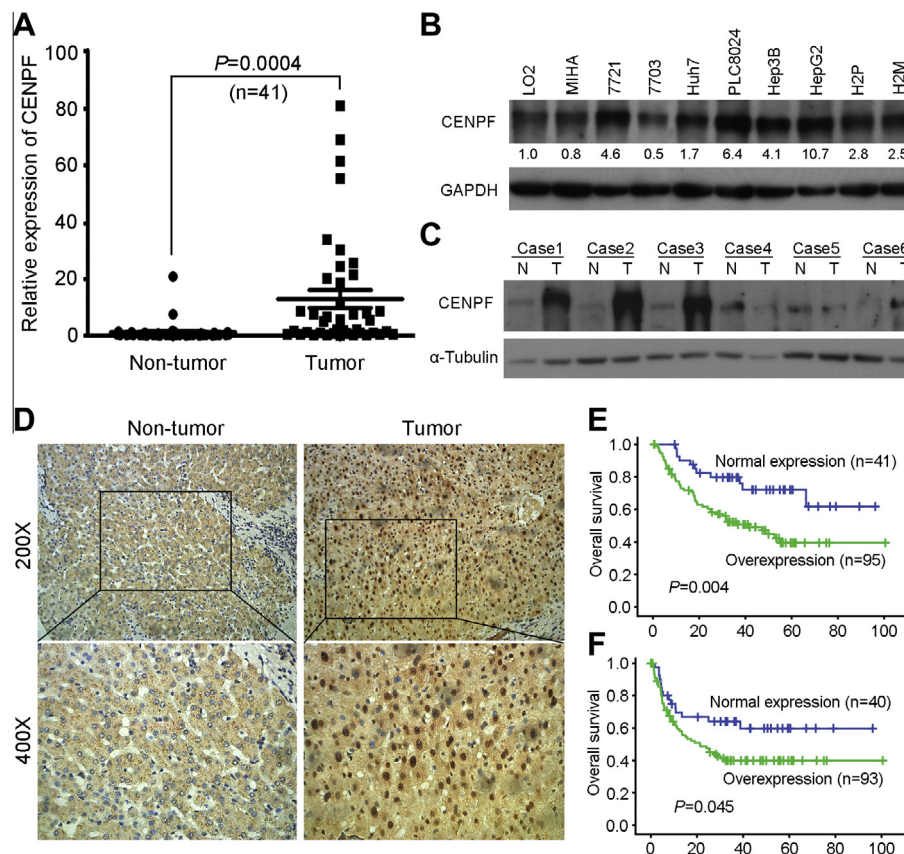 A
Relative expression of CENPF
100
80
60
40
20
0
P=0.0004
(n=41)
Non-tumor Tumor
B
LO2 MIHA 7721 7703 Huh7 PLC8024 Hep3B HepG2 H2P H2M
CENPF
1.0 0.8 4.6 0.5 1.7 6.4 4.1 10.7 2.8 2.5
GAPDH
C
Case1 Case2 Case3 Case4 Case5 Case6
N T N T N T N T N T N T
CENPF
α-Tubulin
D
Non-tumor Tumor
200X
400X
E
Overall survival
1.0
0.8
0.6
0.4
0.2
0.0
Normal expression (n=41)
Overexpression (n=95)
P=0.004
0 20 40 60 80 100
F
Overall survival
1.0
0.8
0.6
0.4
0.2
0.0
Normal expression (n=40)
Overexpression (n=93)
P=0.045
0 20 40 60 80 100